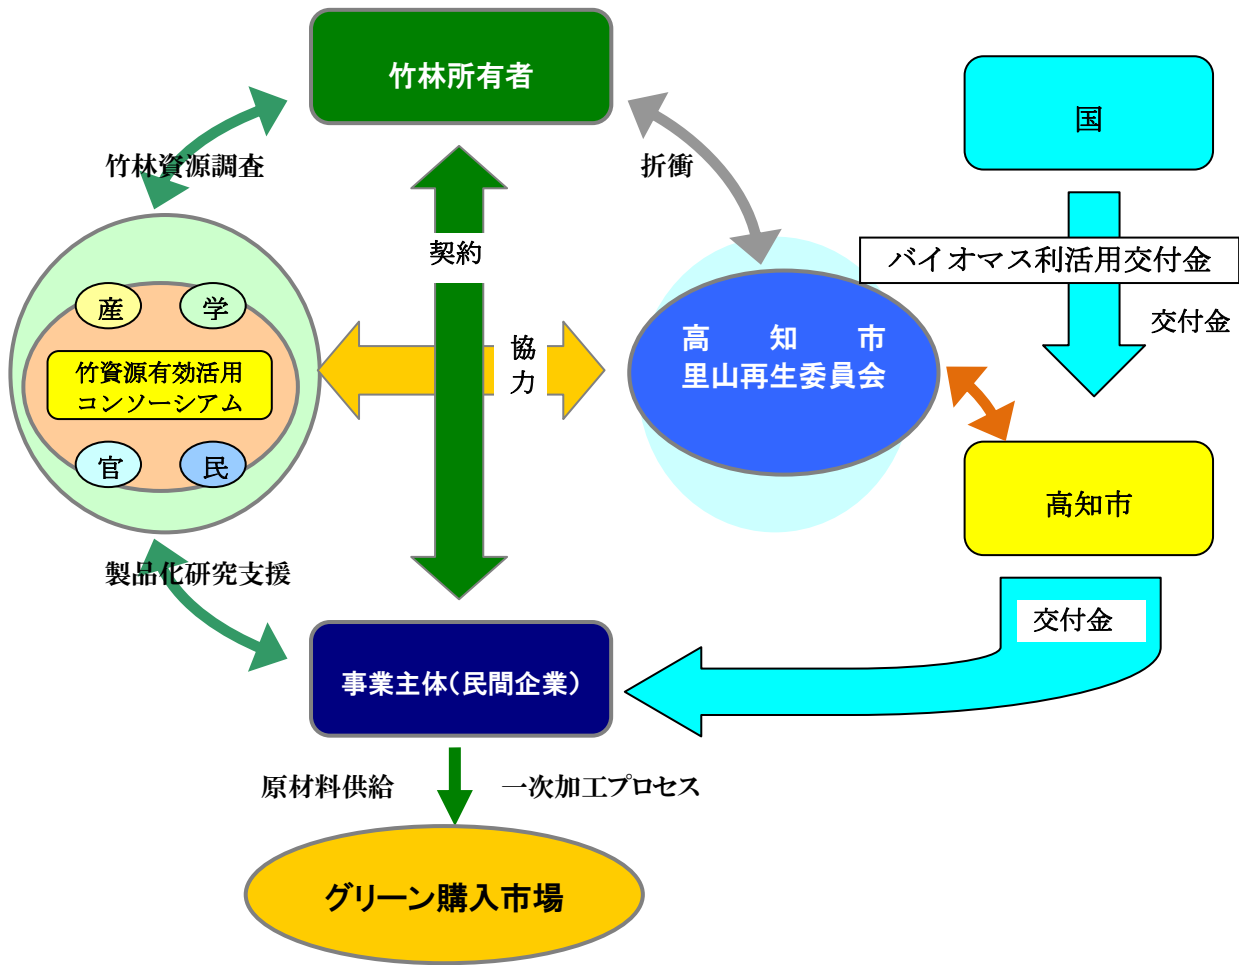 竹林所有者
国
竹林資源調査
折衝
契約
バイオマス利活用交付金
交付金
産
学
竹資源有効活用
コンソーシアム
官
民
協
力
高 知 市
里山再生委員会
高知市
製品化研究支援
交付金
事業主体(民間企業)
原材料供給
一次加工プロセス
グリーン購入市場